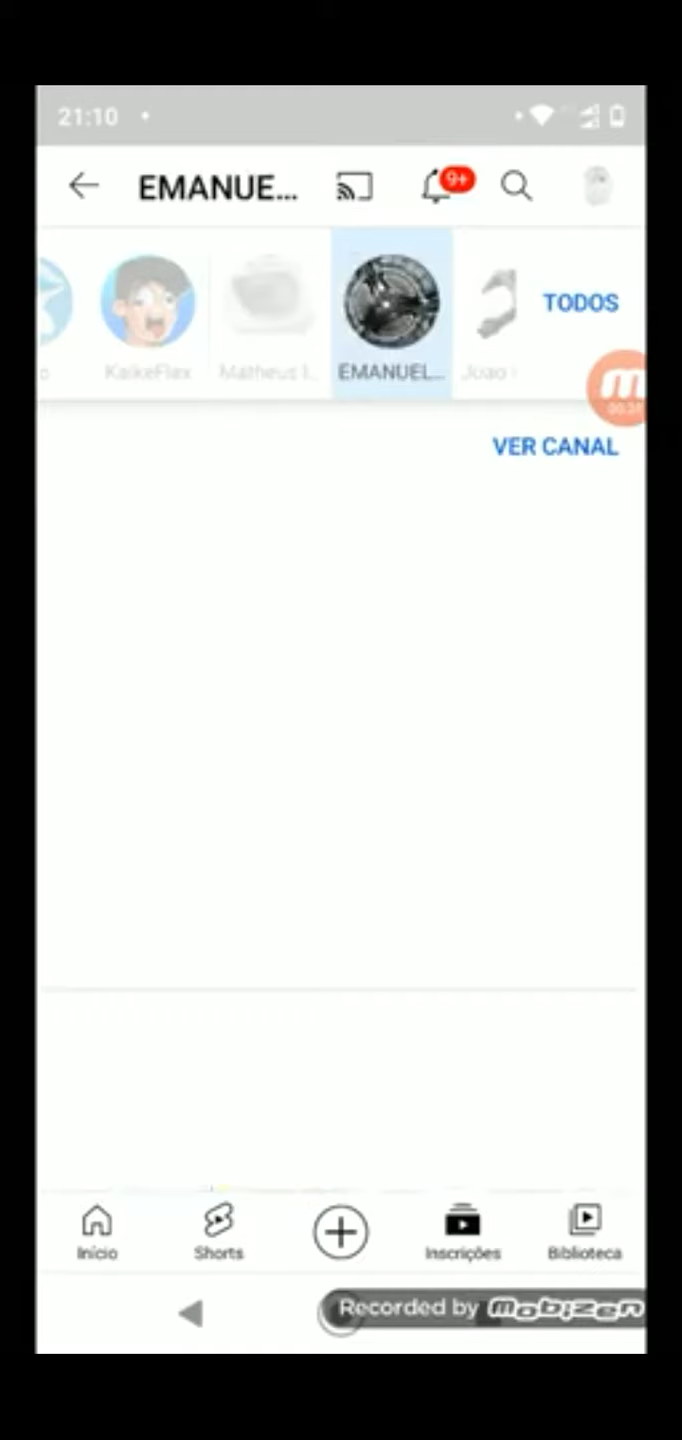 21:10
EMANUE...
9+
KaikeFlex
Matheus
EMANUEL...
Joao
TODOS
VER CANAL
Início
Shorts
Inscrições
Biblioteca
Recorded by mobizen